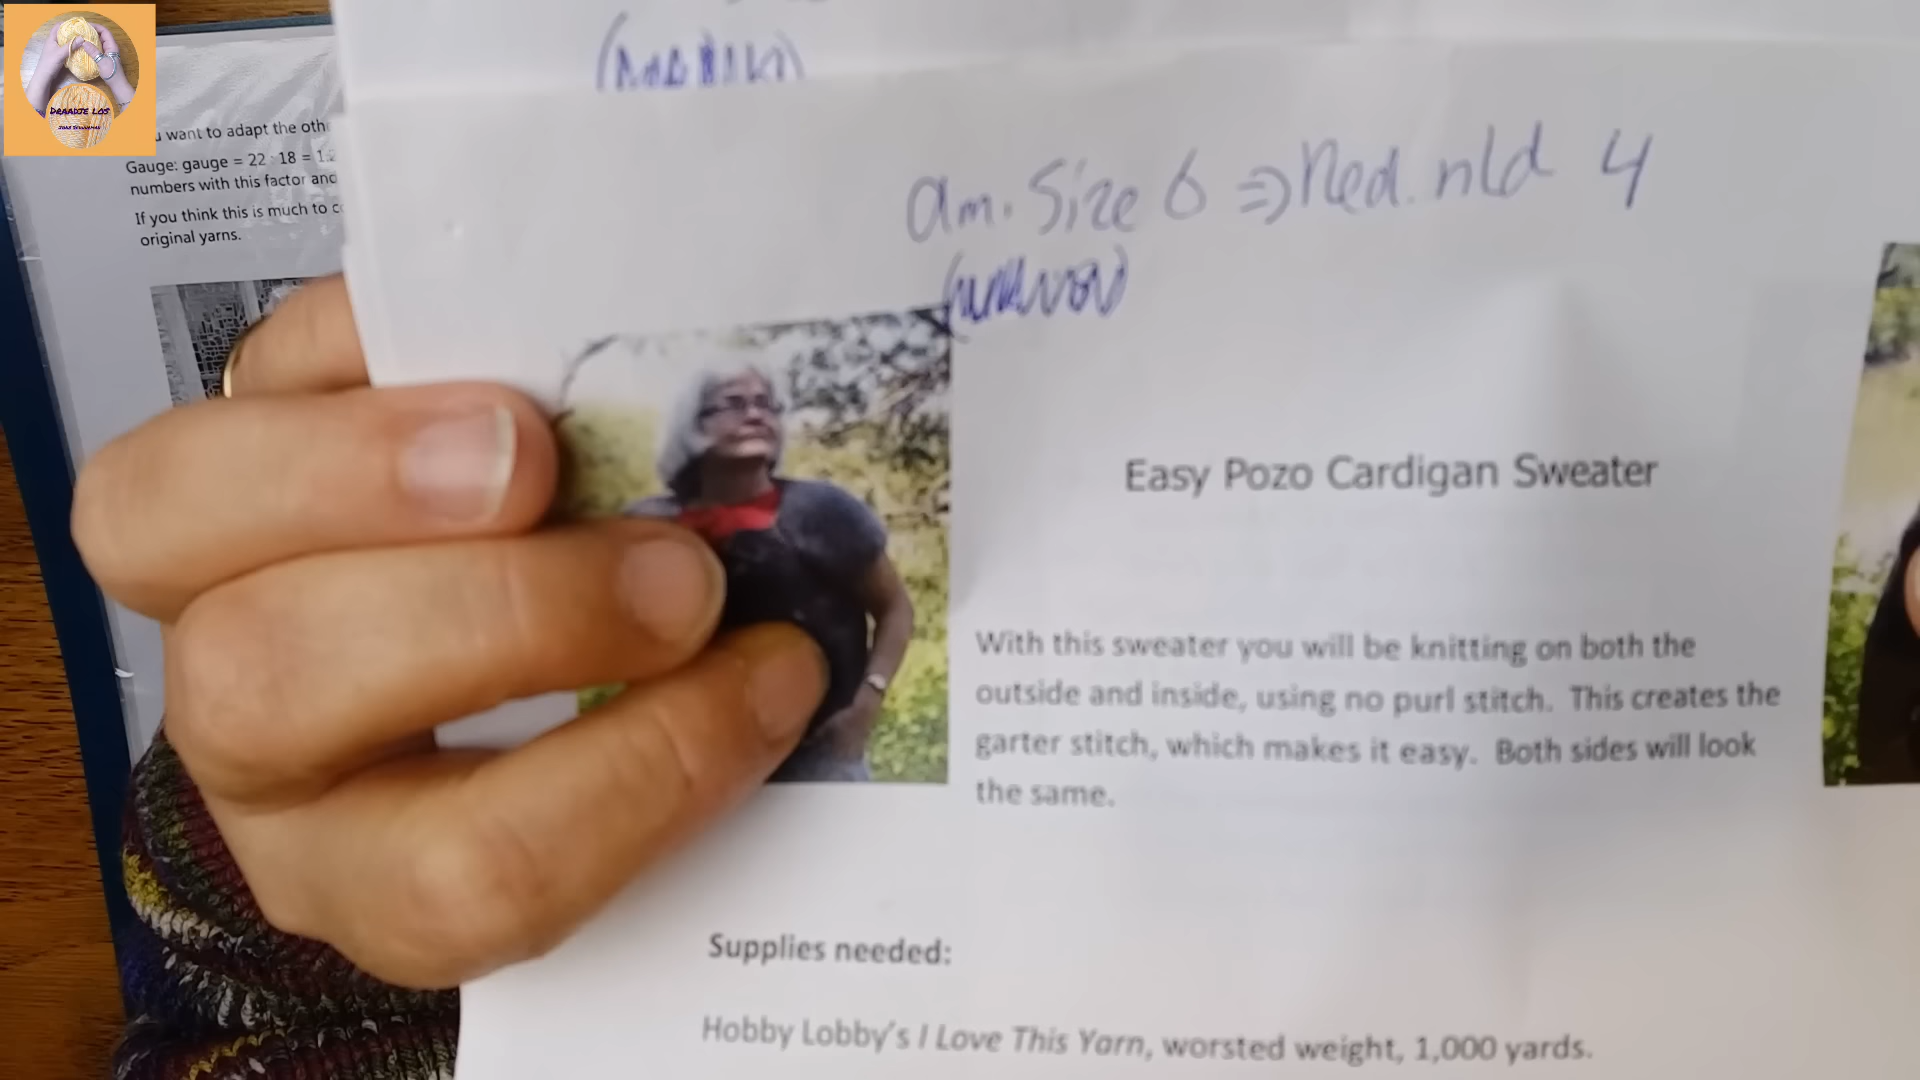 DRAADJE LOS
u want to adapt the oth
Gauge: gauge = 22 : 18 = 1.2
numbers with this factor and
If you think this is much to c
original yarns.
am. Size 6 => Ned. nld 4
Easy Pozo Cardigan Sweater
With this sweater you will be knitting on both the
outside and inside, using no purl stitch. This creates the
garter stitch, which makes it easy. Both sides will look
the same.
Supplies needed:
Hobby Lobby's I Love This Yarn, worsted weight, 1,000 yards.